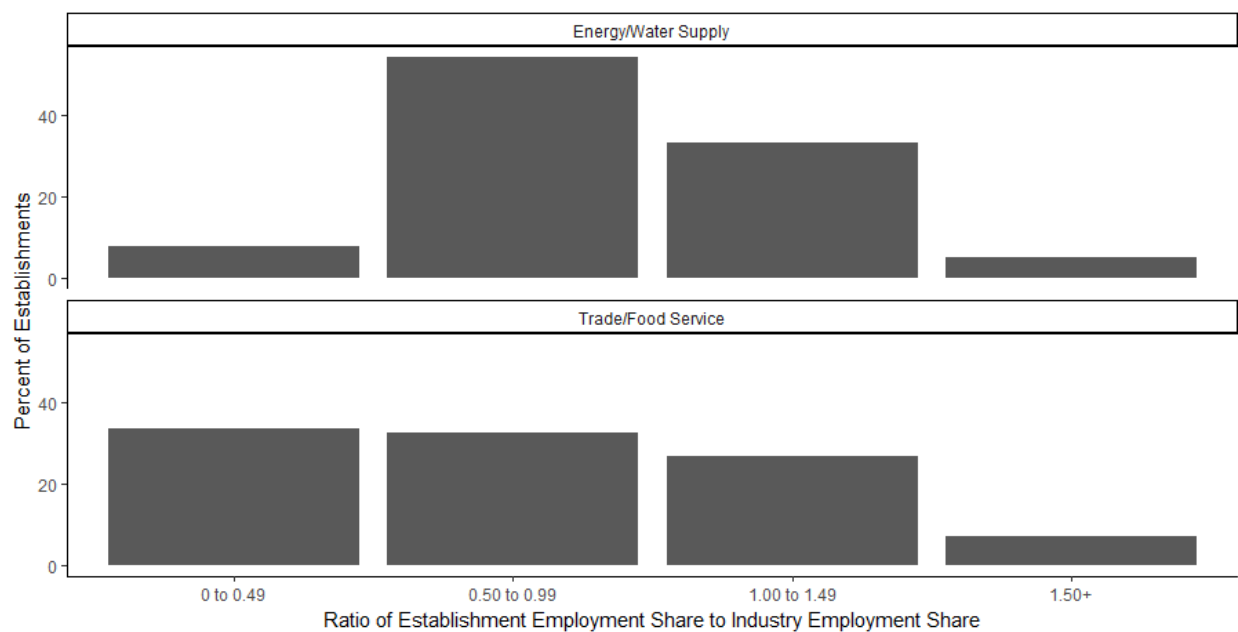 Energy/Water Supply
40
20
0
Trade/Food Service
40
20
0
Percent of Establishments
0 to 0.49
0.50 to 0.99
1.00 to 1.49
1.50+
Ratio of Establishment Employment Share to Industry Employment Share